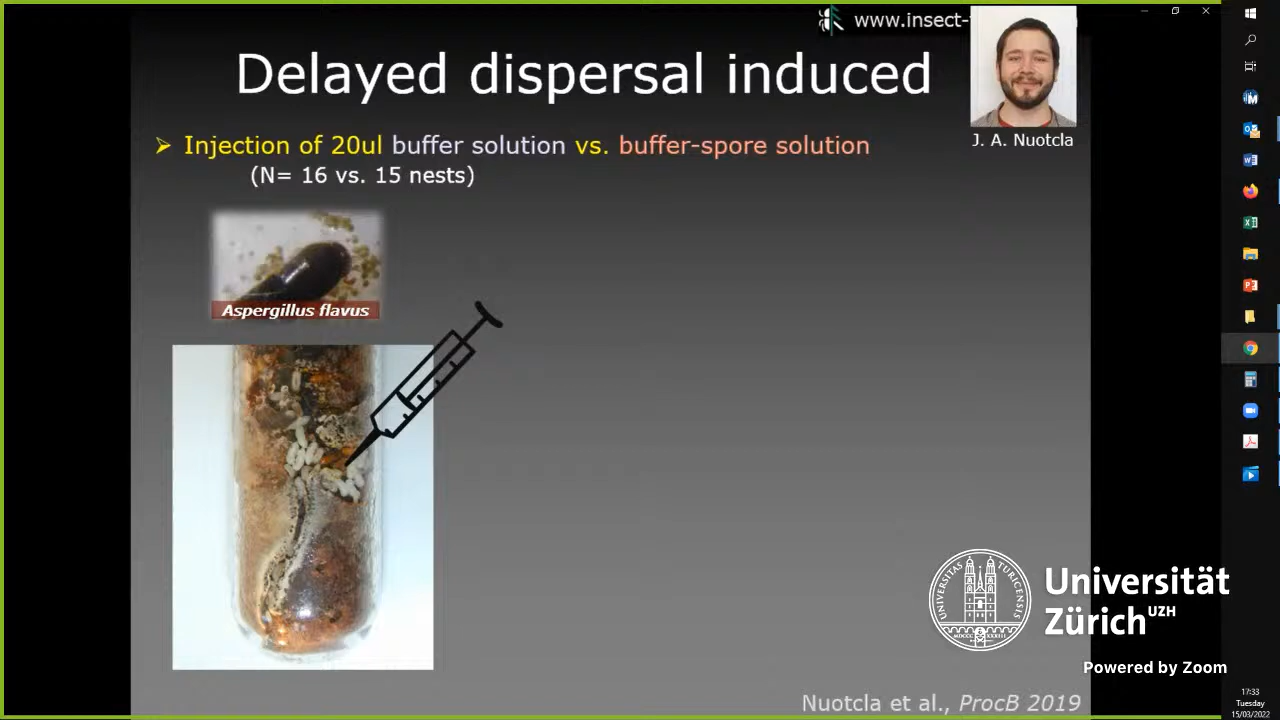 www.insect-
Delayed dispersal induced
J. A. Nuotcla
Injection of 20ul buffer solution vs. buffer-spore solution
(N= 16 vs. 15 nests)
Aspergillus flavus
Universität
Zürich UZH
Powered by Zoom
Nuotcla et al., ProcB 2019
17:33
Tuesday
15/03/2022